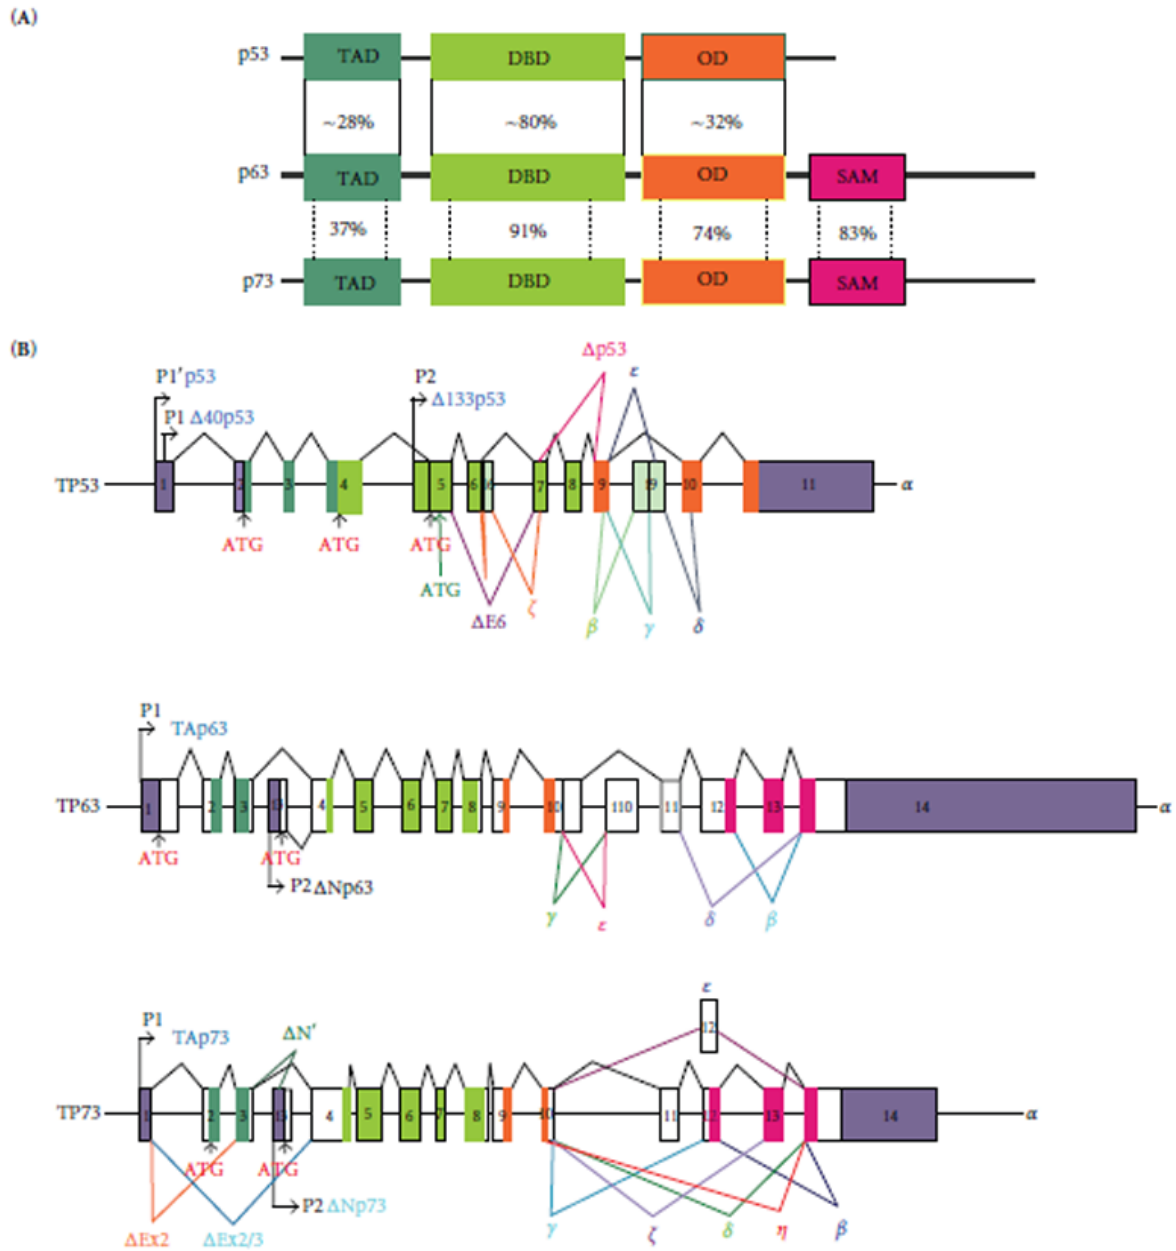 (A)
p53 TAD DBD OD
~28% ~80% ~32%
p63 TAD DBD OD SAM
37% 91% 74% 83%
p73 TAD DBD OD SAM
(B)
Δp53
P1′ p53 P2 ε
P1 Δ40p53 Δ133p53
TP53 1 2 3 4 5 6 7 8 9 9 10 11 α
ATG ATG ATG
ATG
ΔE6 ζ β γ δ
P1
TAp63
TP63 1 2 3 4 5 6 7 8 9 10 110 11 12 13 14 α
ATG ATG
P2 ΔNp63
γ ε δ β
ε
P1
TAp73 ΔN′ 12
TP73 1 2 3 4 5 6 7 8 9 10 11 13 14 α
ATG ATG
P2 ΔNp73
ΔEx2 ΔEx2/3 γ ζ δ η β